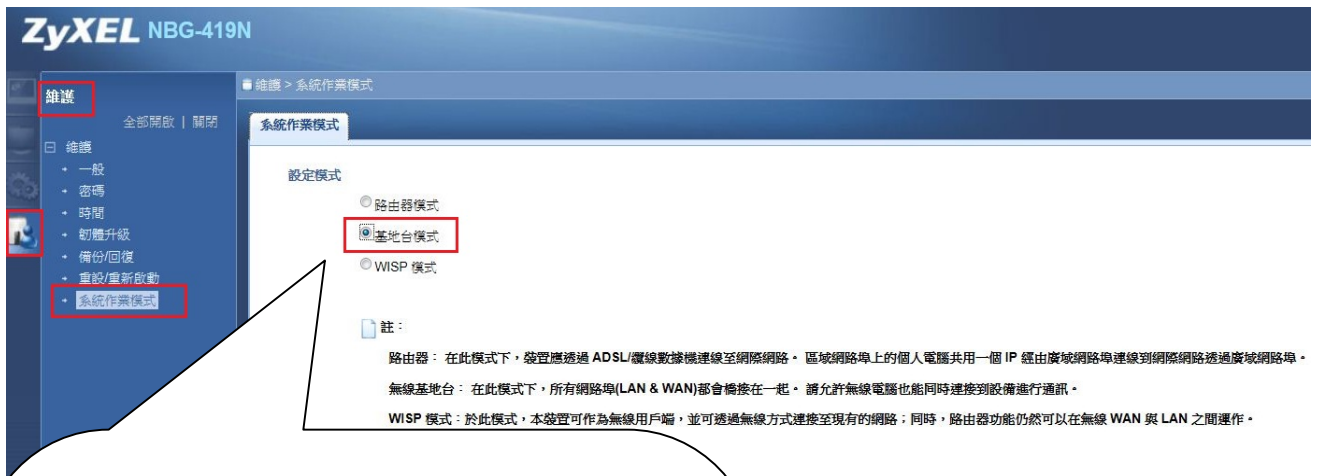 ZyXEL NBG-419N
維護 > 系統作業模式
維護
全部開啟 | 關閉
維護
一般
密碼
時間
韌體升級
備份/回復
重設/重新啟動
系統作業模式
系統作業模式
設定模式
路由器模式
基地台模式
WISP 模式
註：
路由器： 在此模式下，裝置應透過 ADSL/纜線數據機連線至網際網路。 區域網路埠上的個人電腦共用一個 IP 經由廣域網路埠連線到網際網路透過廣域網路埠。
無線基地台： 在此模式下，所有網路埠(LAN & WAN)都會橋接在一起。 請允許無線電腦也能同時連接到設備進行通訊。
WISP 模式：於此模式，本裝置可作為無線用戶端，並可透過無線方式連接至現有的網路；同時，路由器功能仍然可以在無線 WAN 與 LAN 之間運作。